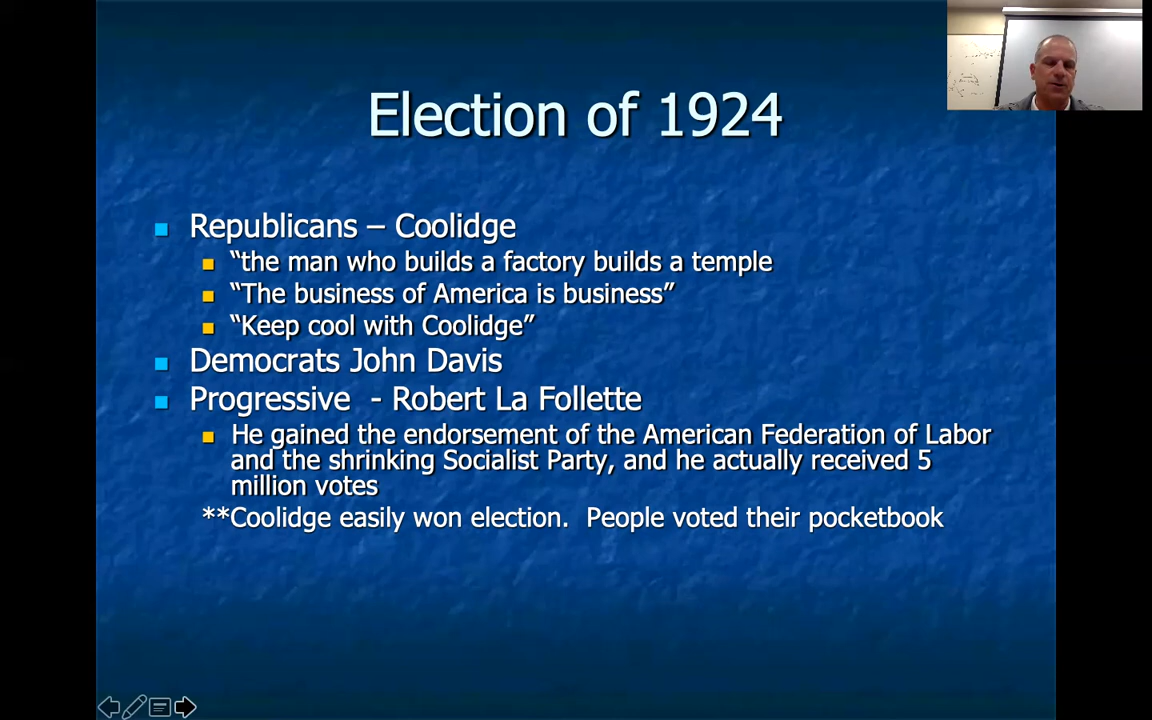 Election of 1924
Republicans – Coolidge
“the man who builds a factory builds a temple
“The business of America is business”
“Keep cool with Coolidge”
Democrats John Davis
Progressive - Robert La Follette
He gained the endorsement of the American Federation of Labor
and the shrinking Socialist Party, and he actually received 5
million votes
**Coolidge easily won election. People voted their pocketbook